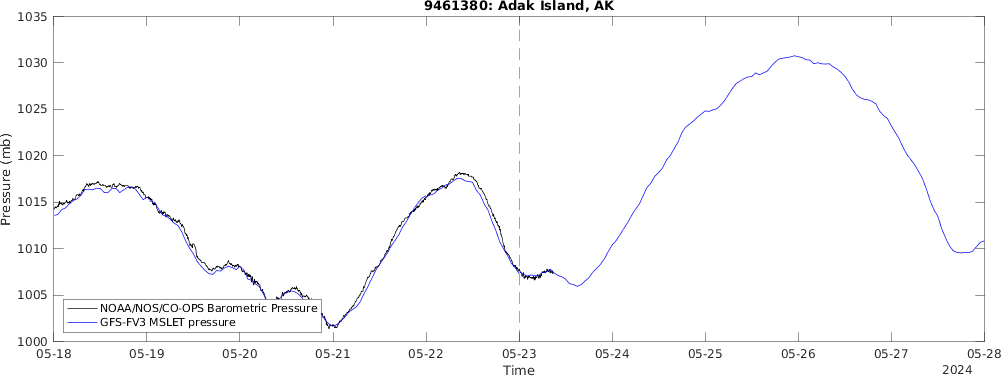 9461380: Adak Island, AK
1035
1030
1025
1020
1015
1010
1005
1000
Pressure (mb)
NOAA/NOS/CO-OPS Barometric Pressure
GFS-FV3 MSLET pressure
05-18 05-19 05-20 05-21 05-22 05-23 05-24 05-25 05-26 05-27 05-28
Time
2024